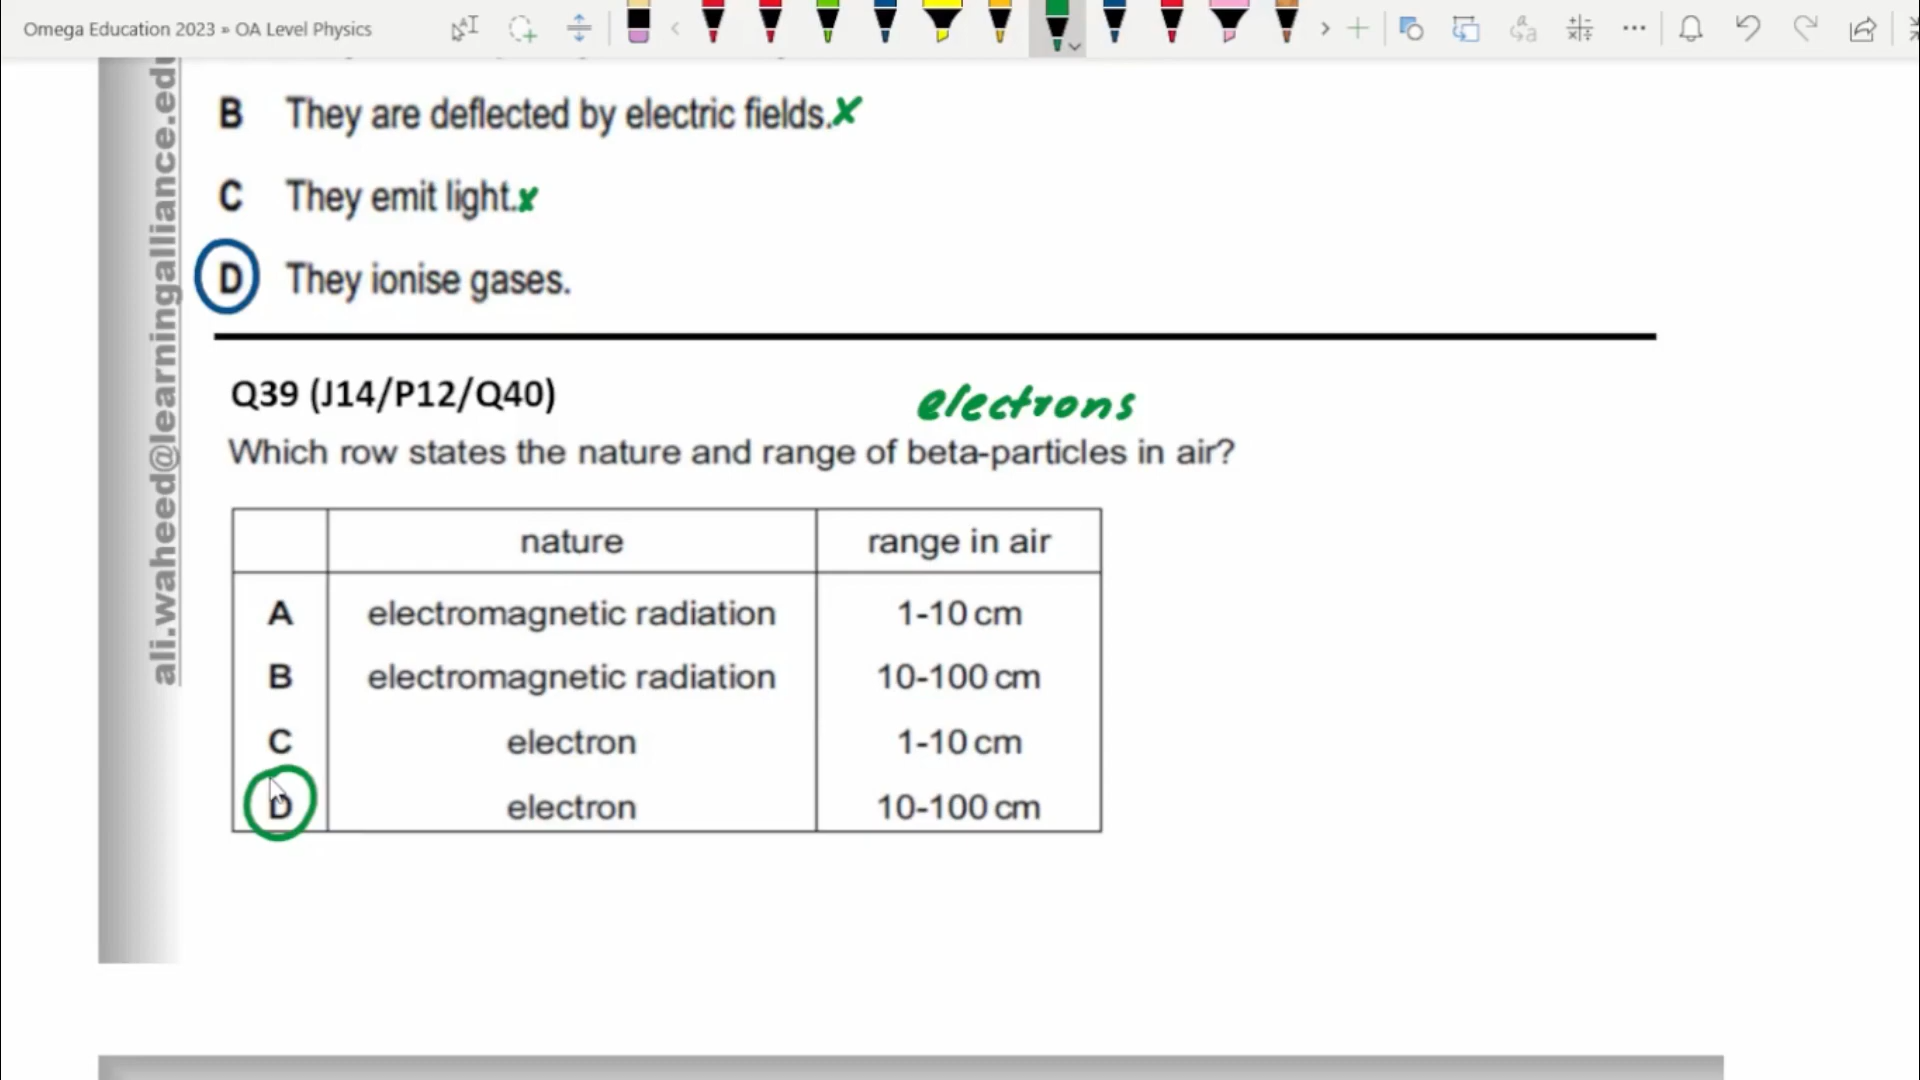 Omega Education 2023 » OA Level Physics
B They are deflected by electric fields.
C They emit light.
D They ionise gases.
ali.waheed@learningalliance.edu
Q39 (J14/P12/Q40)
electrons
Which row states the nature and range of beta-particles in air?
nature range in air
A electromagnetic radiation 1-10 cm
B electromagnetic radiation 10-100 cm
C electron 1-10 cm
D electron 10-100 cm